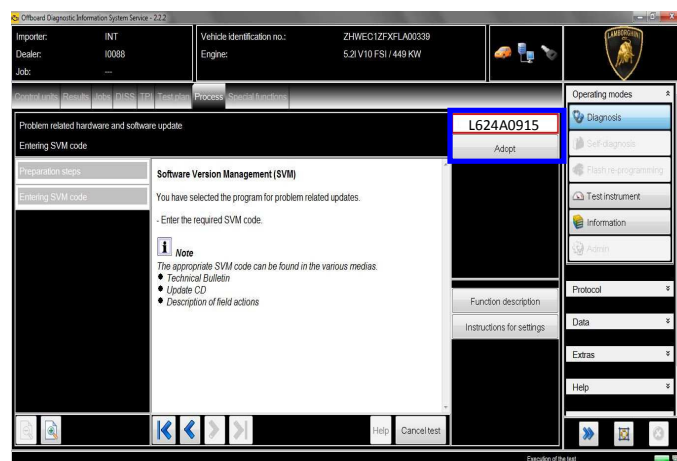 Offboard Diagnostic Information System Service - 2.2.2
Importer: INT
Dealer: I0088
Job: ---
Vehicle identification no.: ZHWEC1ZFXFLA00339
Engine: 5.2l V10 FSI / 449 KW
LAMBORGHINI
Control units Results Jobs DISS TPI Test plan Process Special functions
Problem related hardware and software update
Entering SVM code
L624A0915
Adopt
Preparation steps
Entering SVM code
Software Version Management (SVM)
You have selected the program for problem related updates.
- Enter the required SVM code.
i Note
The appropriate SVM code can be found in the various medias.
Technical Bulletin
Update CD
Description of field actions
Function description
Instructions for settings
Help
Cancel test
Operating modes
Diagnosis
Self-diagnosis
Flash re-programming
Test instrument
Information
Admin
Protocol
Data
Extras
Help
Execution of the test